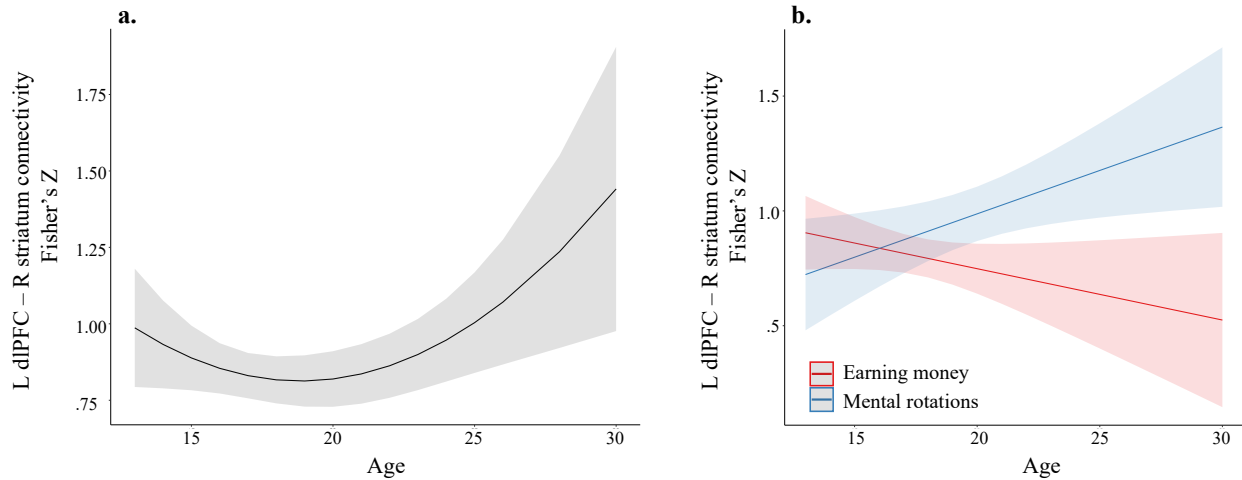 a.
L dlPFC – R striatum connectivity
Fisher's Z
1.75
1.50
1.25
1.00
.75
15
20
25
30
Age
b.
L dlPFC – R striatum connectivity
Fisher's Z
1.5
1.0
.5
Earning money
Mental rotations
15
20
25
30
Age